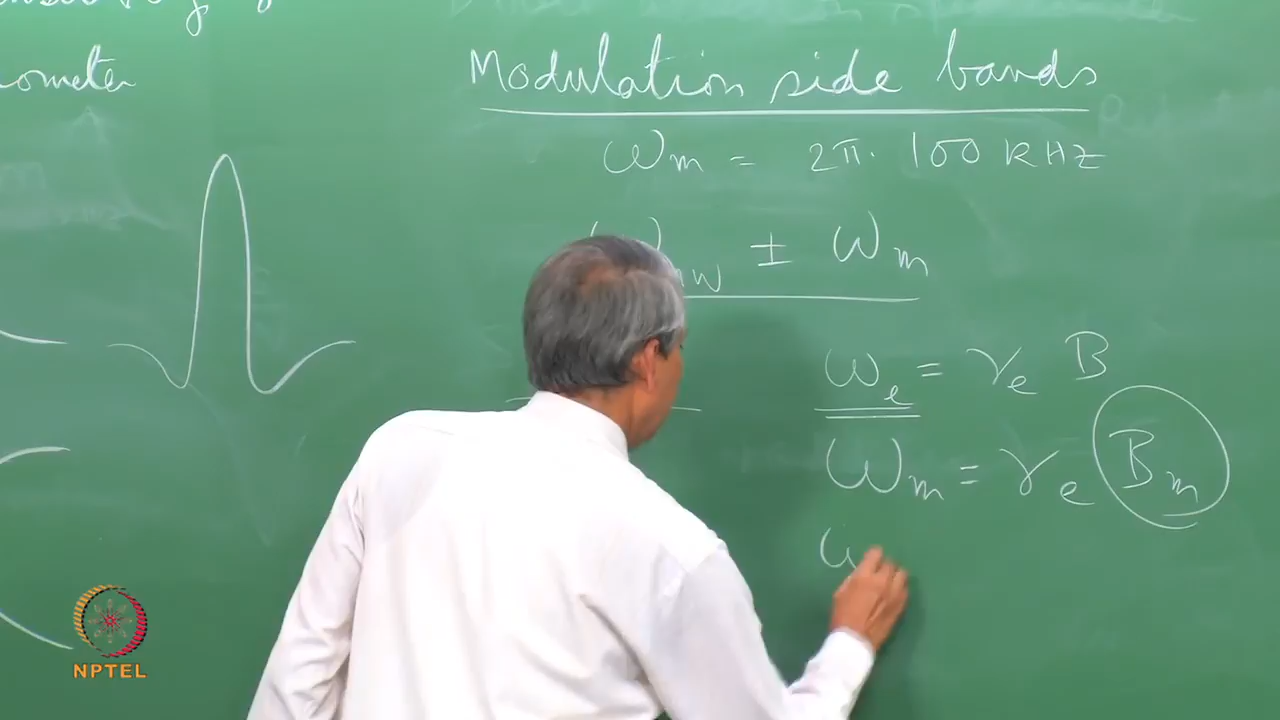 ometer
Modulation side bands
ωm = 2π. 100 KHZ
± ωm
ωe = γe B
ωm = γe Bm
ω
NPTEL